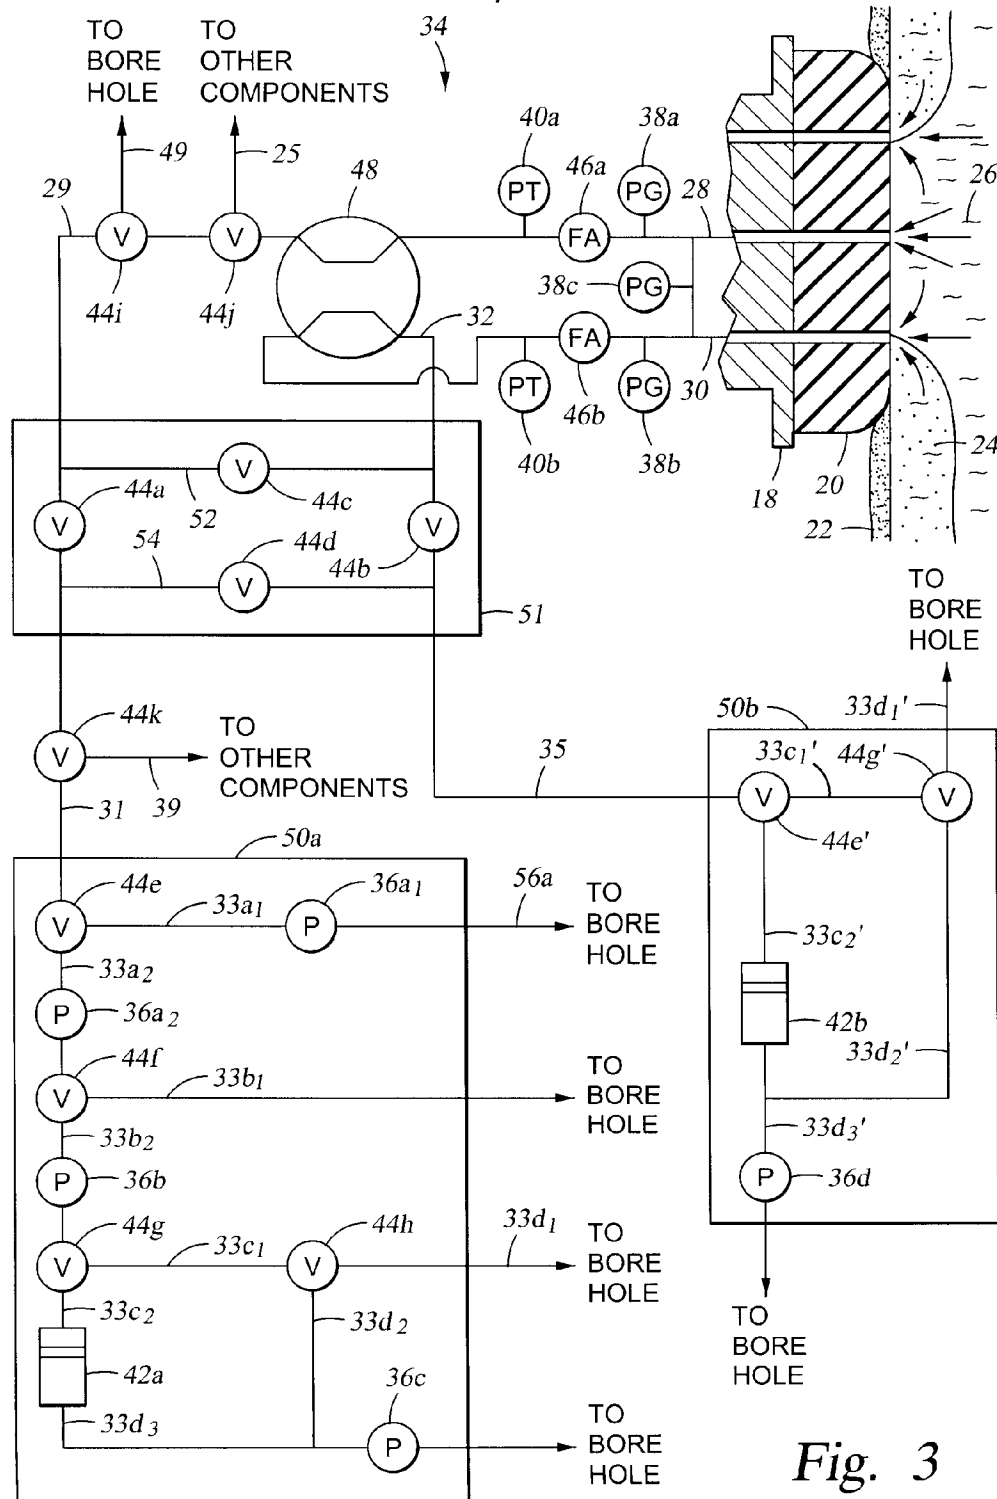 34
TO
BORE
HOLE
TO
OTHER
COMPONENTS
49
25
29
48
40a
46a
38a
28
26
V
V
PT
FA
PG
44i
44j
38c
PG
32
30
FA
PT
PG
46b
40b
38b
18
20
22
24
44a
V
52
44c
V
V
54
44d
V
44b
51
TO
BORE
HOLE
44k
V
TO
OTHER
COMPONENTS
39
31
35
50b
33d1'
33c1'
44g'
V
V
44e'
33c2'
42b
33d2'
33d3'
P
36d
TO
BORE
HOLE
50a
44e
V
33a1
36a1
P
56a
TO
BORE
HOLE
33a2
P
36a2
44f
V
33b1
TO
BORE
HOLE
33b2
P
36b
44g
V
33c1
44h
V
33d1
TO
BORE
HOLE
33c2
33d2
42a
33d3
36c
P
TO
BORE
HOLE
Fig. 3